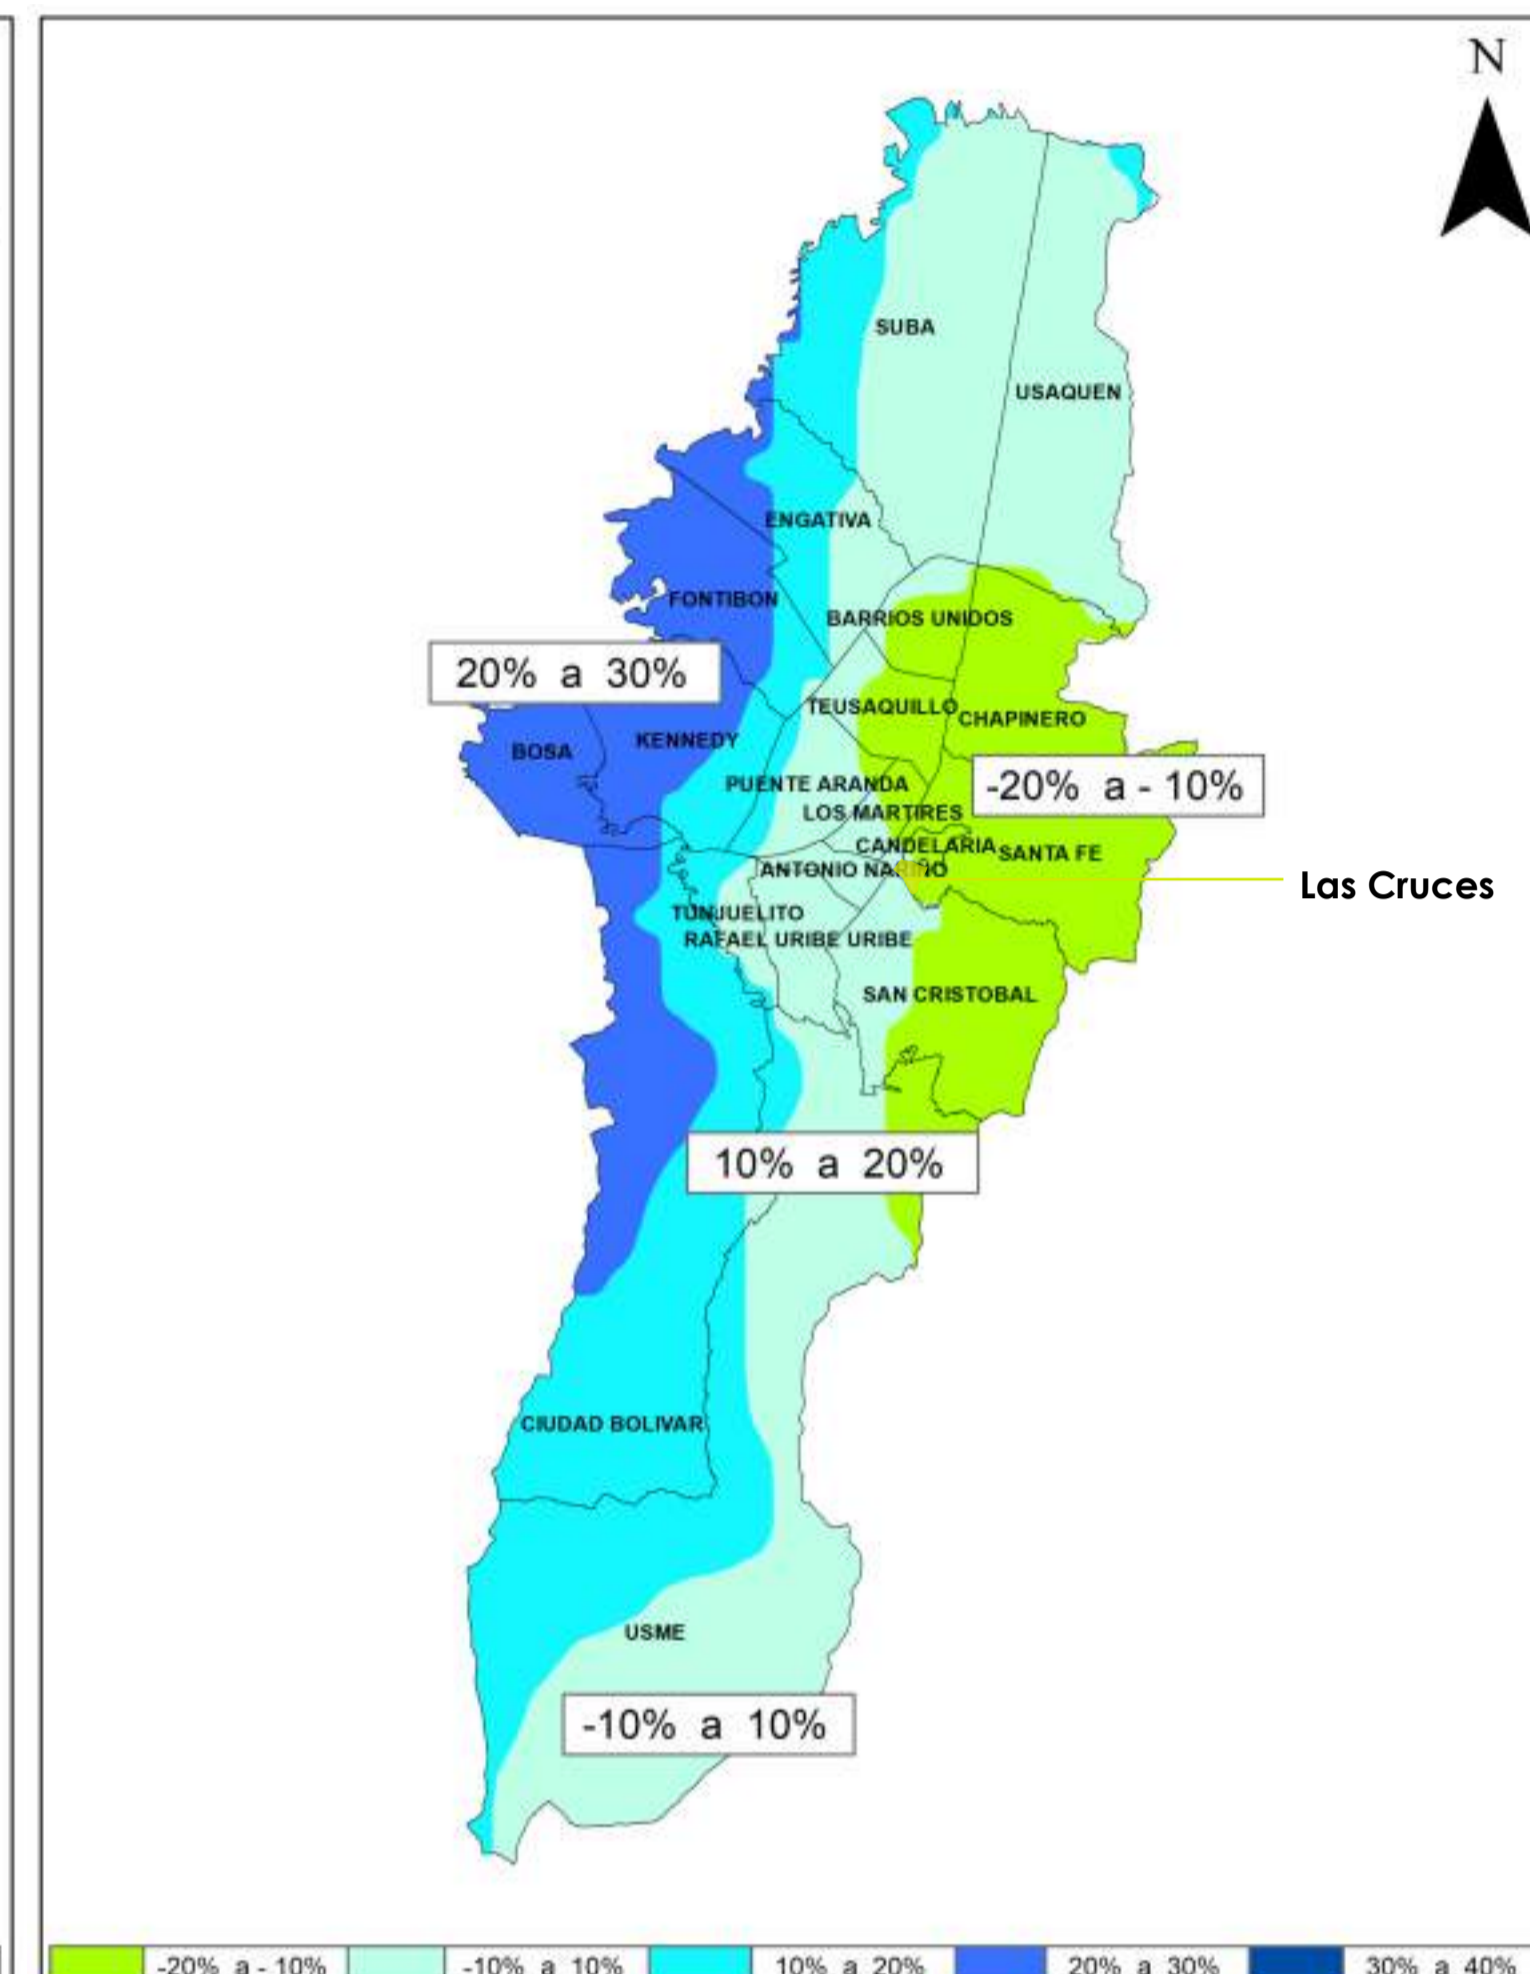 N
SUBA
USAQUEN
ENGATIVA
FONTIBON
BARRIOS UNIDOS
20% a 30%
TEUSAQUILLO
CHAPINERO
BOSA
KENNEDY
PUENTE ARANDA
-20% a - 10%
LOS MARTIRES
CANDELARIA
SANTA FE
ANTONIO NARIÑO
Las Cruces
TUNJUELITO
RAFAEL URIBE URIBE
SAN CRISTOBAL
10% a 20%
CIUDAD BOLIVAR
USME
-10% a 10%
-20% a - 10%
-10% a 10%
10% a 20%
20% a 30%
30% a 40%